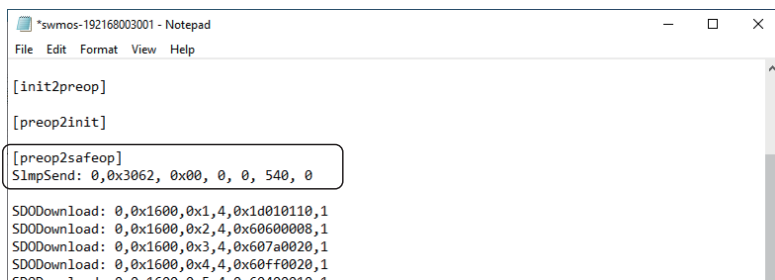 *swmos-192168003001 - Notepad
File Edit Format View Help
[init2preop]
[preop2init]
[preop2safeop]
SlmpSend: 0,0x3062, 0x00, 0, 0, 540, 0
SDODownload: 0,0x1600,0x1,4,0x1d010110,1
SDODownload: 0,0x1600,0x2,4,0x60600008,1
SDODownload: 0,0x1600,0x3,4,0x607a0020,1
SDODownload: 0,0x1600,0x4,4,0x60ff0020,1